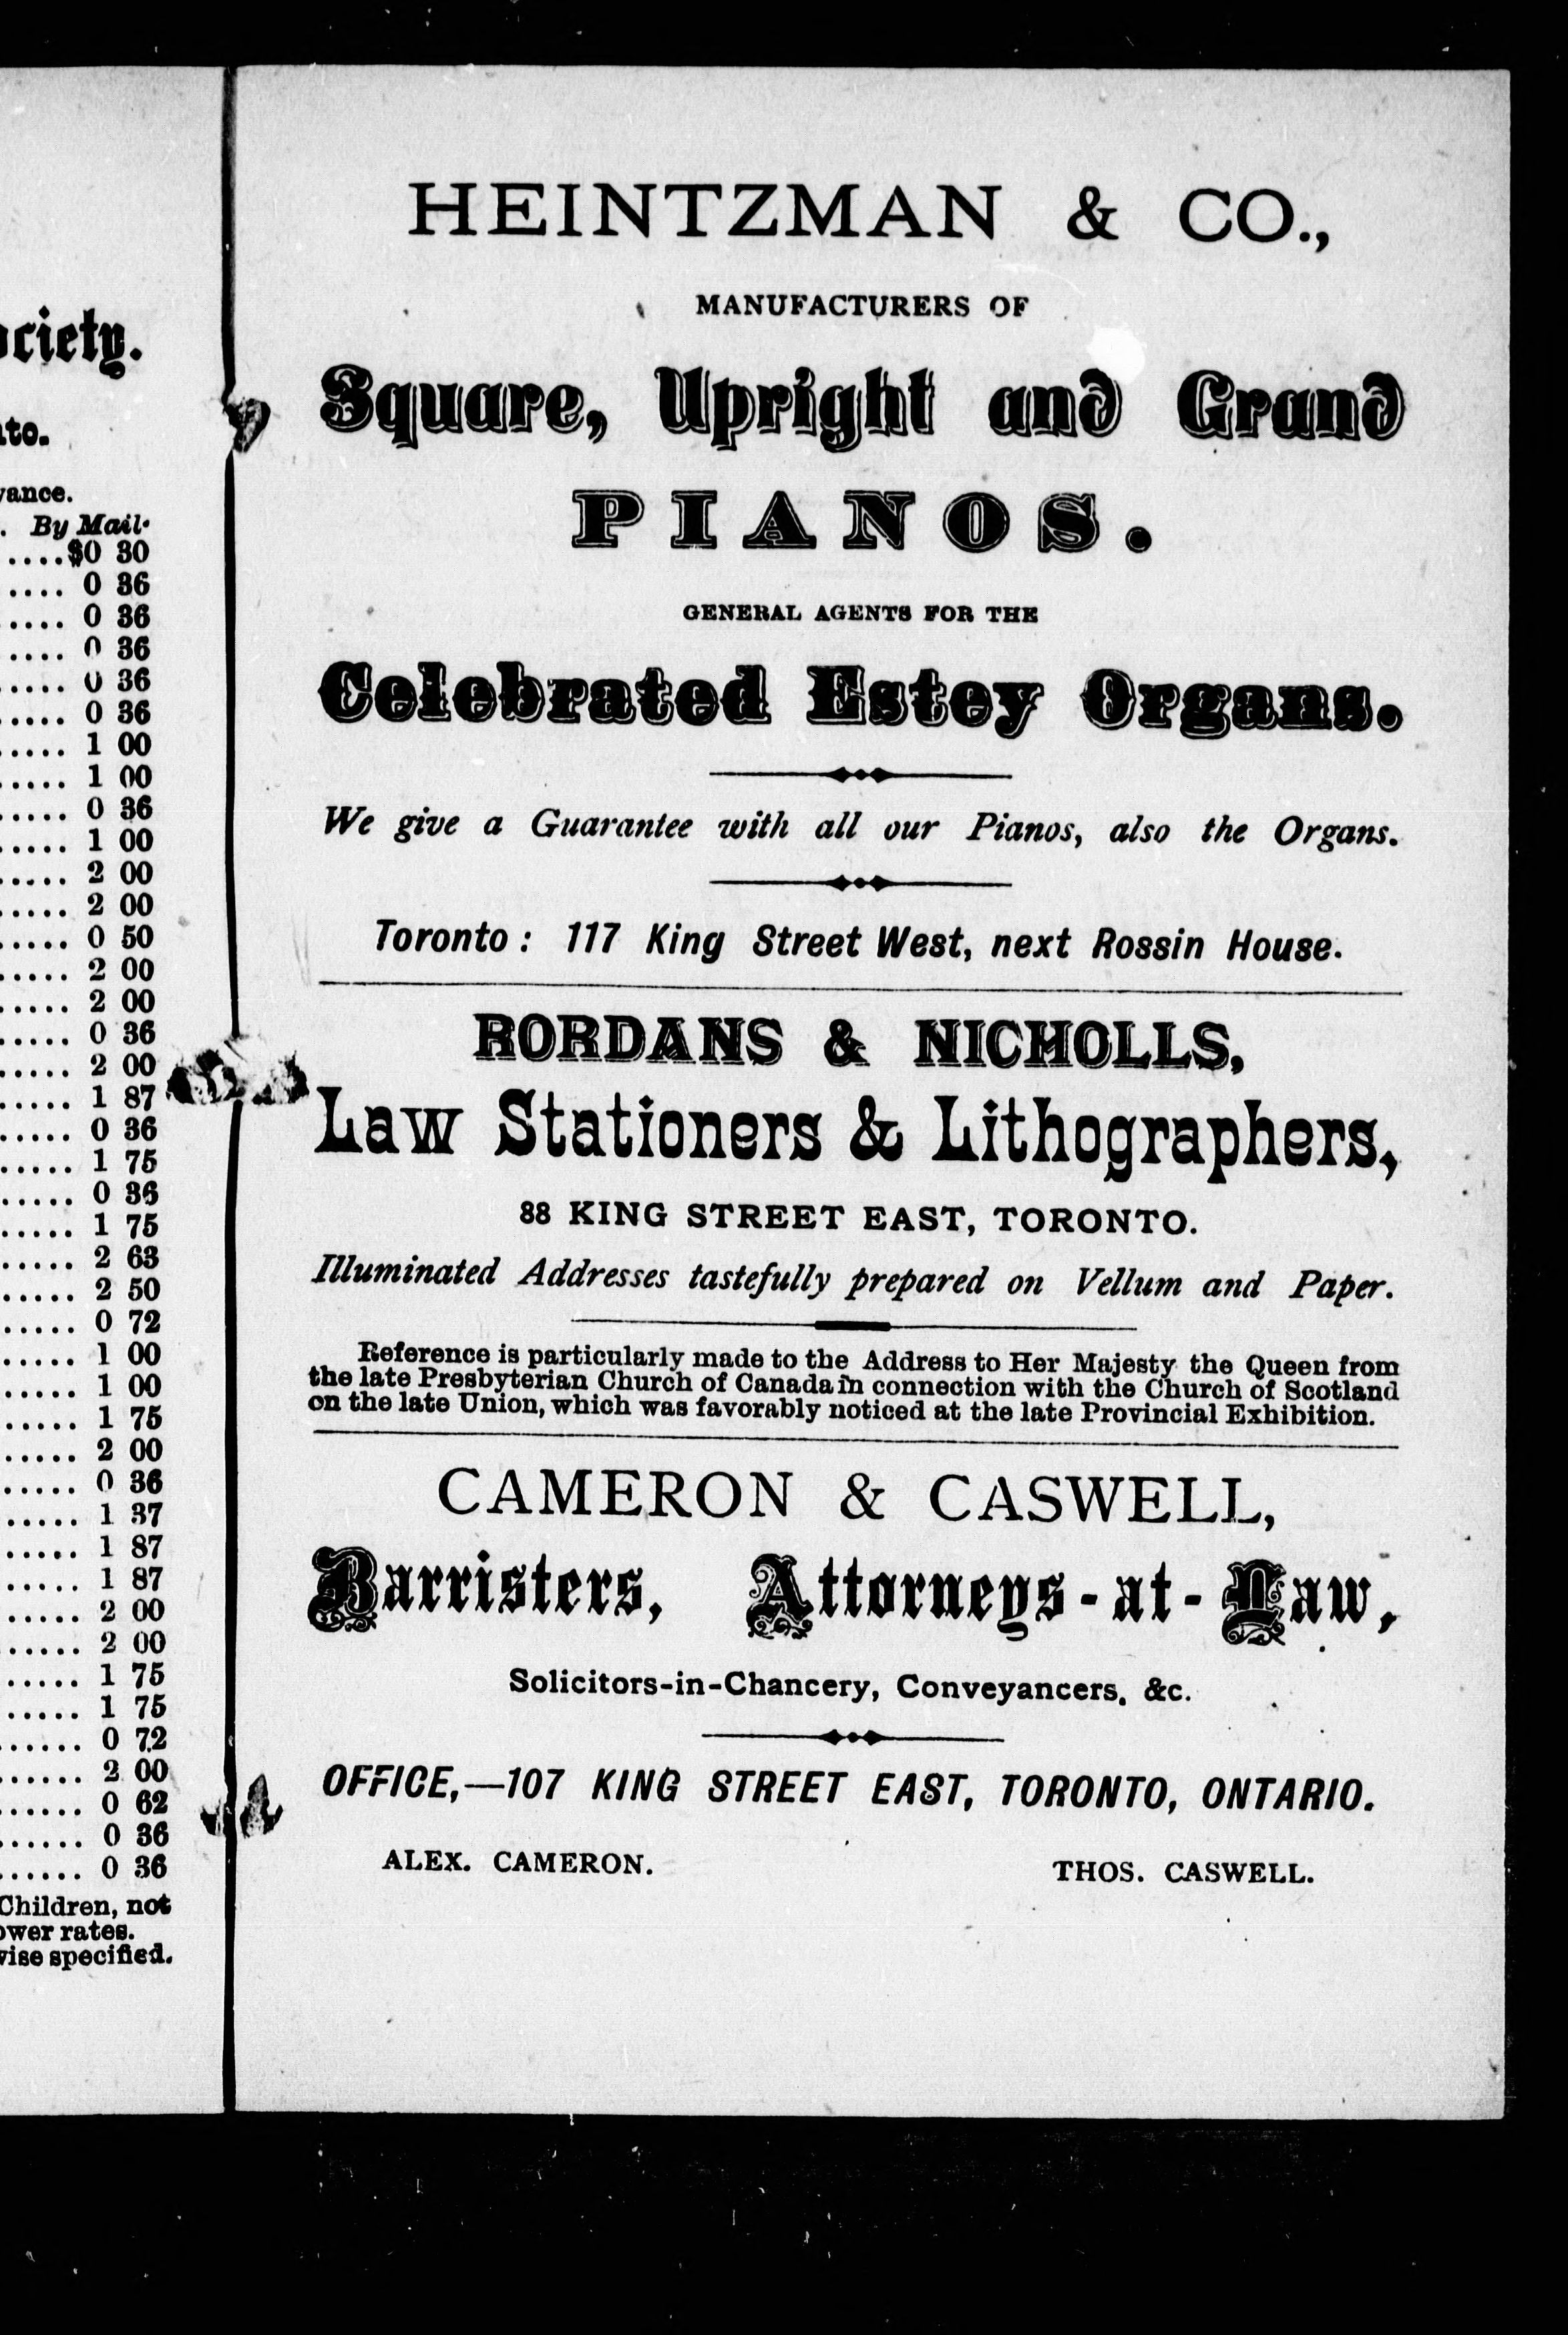 ociety.
nto.
vance.
. By Mail.
....$0 30
.... 0 36
.... 0 36
.... 0 36
..... 0 36
..... 0 36
..... 1 00
..... 1 00
..... 0 36
..... 1 00
..... 2 00
..... 2 00
..... 0 50
..... 2 00
..... 2 00
..... 0 36
..... 2 00
..... 1 87
..... 0 36
..... 1 75
..... 0 36
..... 1 75
..... 2 63
..... 2 50
..... 0 72
..... 1 00
..... 1 00
..... 1 75
..... 2 00
..... 0 36
..... 1 37
..... 1 87
..... 1 87
..... 2 00
...... 2 00
..... 1 75
..... 1 75
...... 0 72
...... 2 00
...... 0 62
...... 0 36
...... 0 36
Children, not
ower rates.
wise specified.
HEINTZMAN & CO.,
MANUFACTURERS OF
Square, Upright and Grand
PIANOS.
GENERAL AGENTS FOR THE
Celebrated Estey Organs.
We give a Guarantee with all our Pianos, also the Organs.
Toronto: 117 King Street West, next Rossin House.
RORDANS & NICHOLLS,
Law Stationers & Lithographers,
88 KING STREET EAST, TORONTO.
Illuminated Addresses tastefully prepared on Vellum and Paper.
Reference is particularly made to the Address to Her Majesty the Queen from
the late Presbyterian Church of Canada in connection with the Church of Scotland
on the late Union, which was favorably noticed at the late Provincial Exhibition.
CAMERON & CASWELL,
Barristers, Attorneys-at-Law,
Solicitors-in-Chancery, Conveyancers, &c.
OFFICE,—107 KING STREET EAST, TORONTO, ONTARIO.
ALEX. CAMERON. THOS. CASWELL.